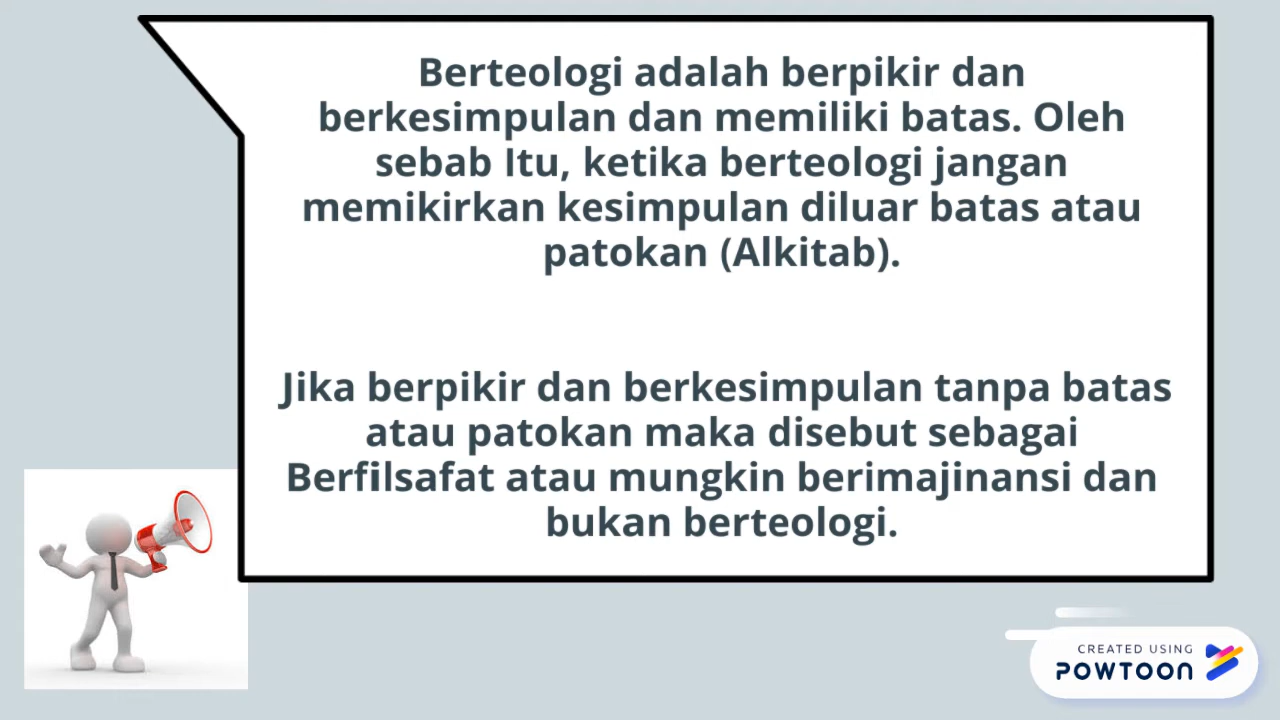 Berteologi adalah berpikir dan
berkesimpulan dan memiliki batas. Oleh
sebab Itu, ketika berteologi jangan
memikirkan kesimpulan diluar batas atau
patokan (Alkitab).
Jika berpikir dan berkesimpulan tanpa batas
atau patokan maka disebut sebagai
Berfilsafat atau mungkin berimajinansi dan
bukan berteologi.
CREATED USING
POWTOON